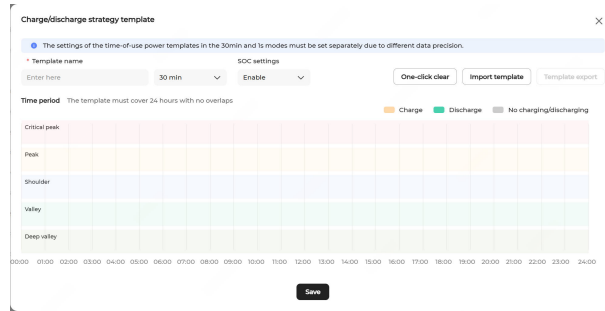 Charge/discharge strategy template
The settings of the time-of-use power templates in the 30min and 1s modes must be set separately due to different data precision.
* Template name
SOC settings
Enter here
30 min
Enable
One-click clear
Import template
Template export
Time period The template must cover 24 hours with no overlaps
Charge Discharge No charging/discharging
Critical peak
Peak
Shoulder
Valley
Deep valley
00:00 01:00 02:00 03:00 04:00 05:00 06:00 07:00 08:00 09:00 10:00 11:00 12:00 13:00 14:00 15:00 16:00 17:00 18:00 19:00 20:00 21:00 22:00 23:00 24:00
Save